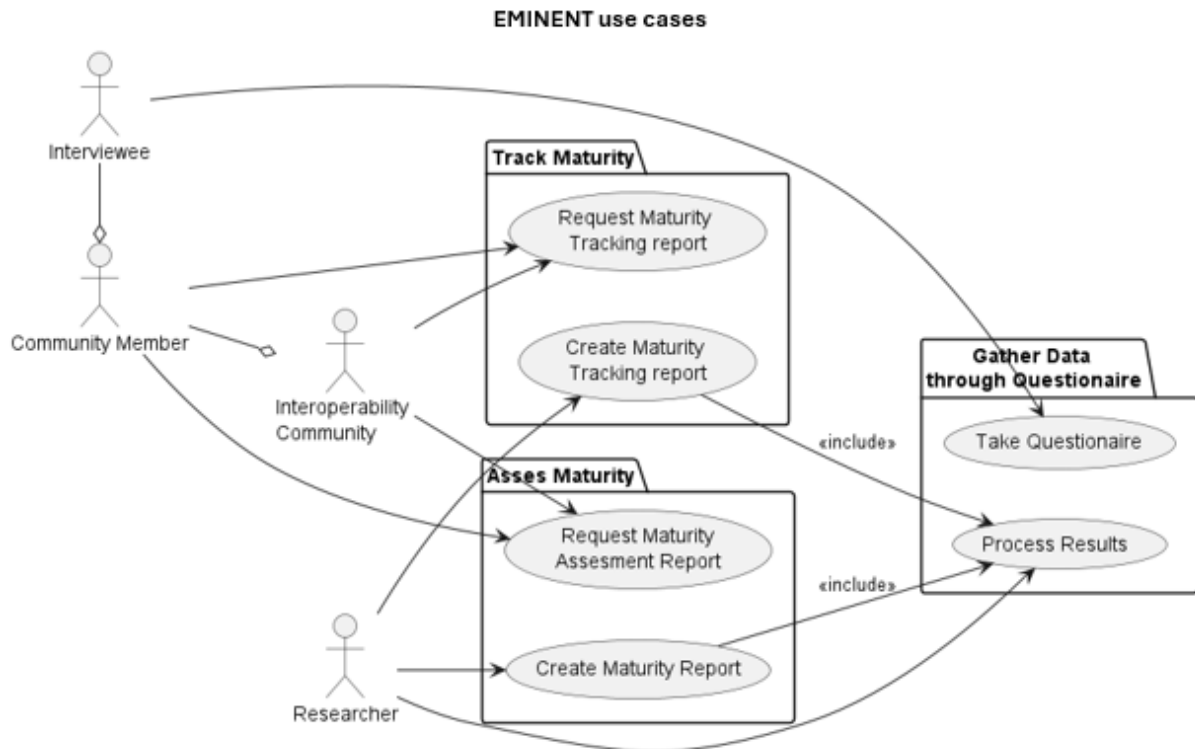 EMINENT use cases
Interviewee
Track Maturity
Request Maturity
Tracking report
Community Member
Create Maturity
Tracking report
Gather Data
through Questionaire
Interoperability
Community
Take Questionaire
«include»
Asses Maturity
Request Maturity
Assesment Report
Process Results
«include»
Create Maturity Report
Researcher